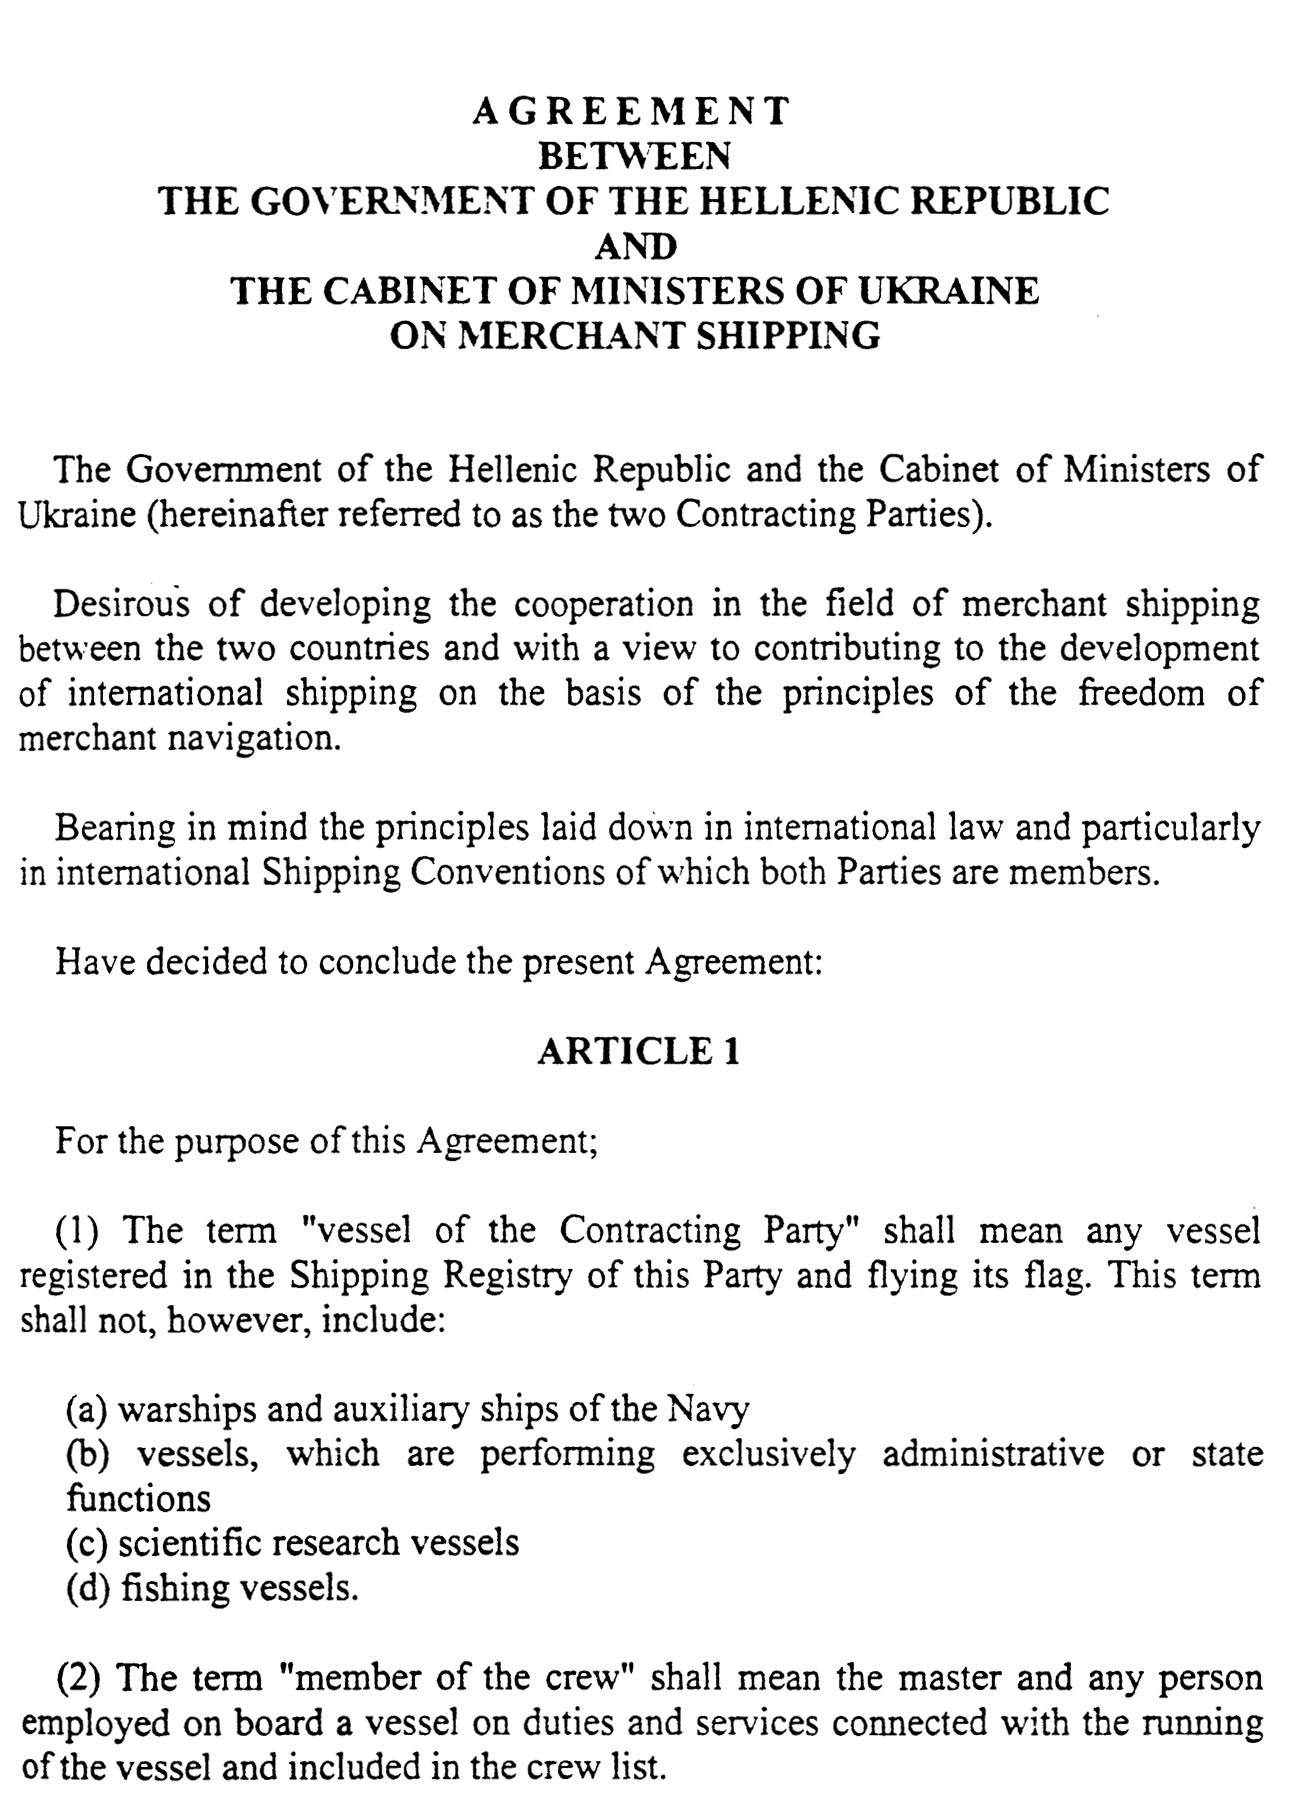 AGREEMENT
BETWEEN
THE GOVERNMENT OF THE HELLENIC REPUBLIC
AND
THE CABINET OF MINISTERS OF UKRAINE
ON MERCHANT SHIPPING
The Government of the Hellenic Republic and the Cabinet of Ministers of
Ukraine (hereinafter referred to as the two Contracting Parties).
Desirous of developing the cooperation in the field of merchant shipping
between the two countries and with a view to contributing to the development
of international shipping on the basis of the principles of the freedom of
merchant navigation.
Bearing in mind the principles laid down in international law and particularly
in international Shipping Conventions of which both Parties are members.
Have decided to conclude the present Agreement:
ARTICLE 1
For the purpose of this Agreement;
(1) The term "vessel of the Contracting Party" shall mean any vessel
registered in the Shipping Registry of this Party and flying its flag. This term
shall not, however, include:
(a) warships and auxiliary ships of the Navy
(b) vessels, which are performing exclusively administrative or state
functions
(c) scientific research vessels
(d) fishing vessels.
(2) The term "member of the crew" shall mean the master and any person
employed on board a vessel on duties and services connected with the running
of the vessel and included in the crew list.